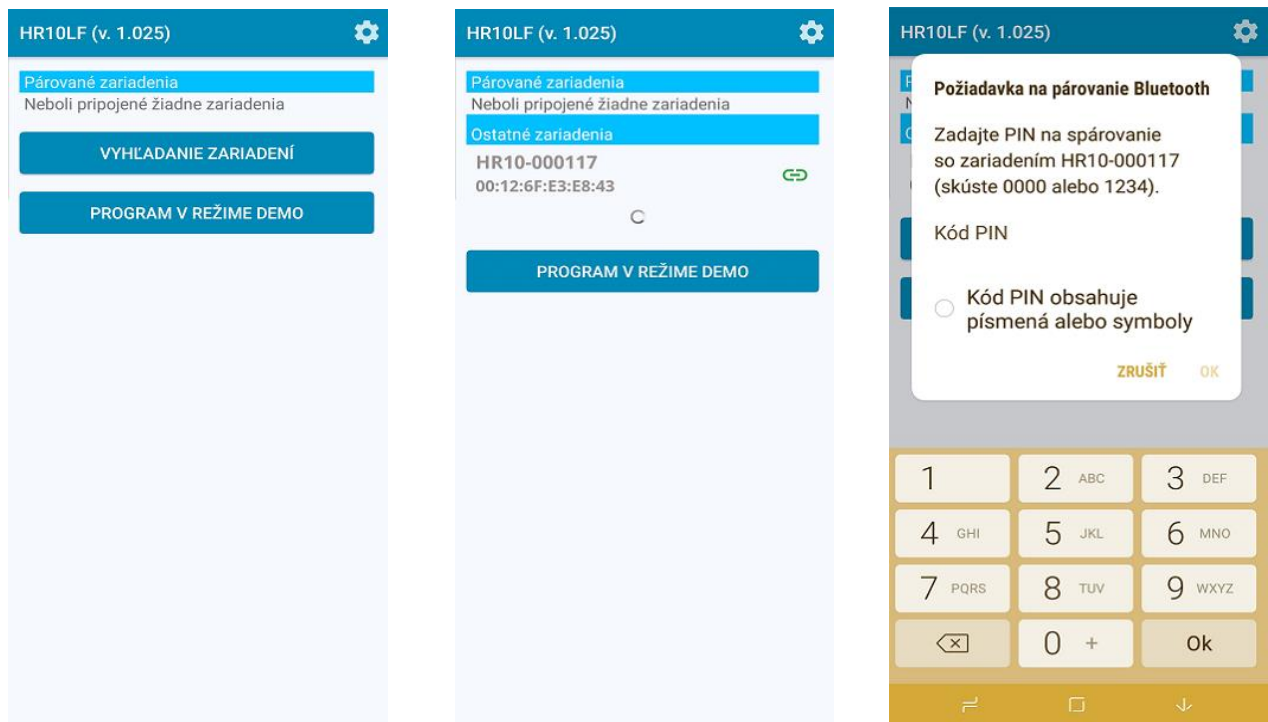 HR10LF (v. 1.025)
Párované zariadenia
Neboli pripojené žiadne zariadenia
VYHĽADANIE ZARIADENÍ
PROGRAM V REŽIME DEMO
HR10LF (v. 1.025)
Párované zariadenia
Neboli pripojené žiadne zariadenia
Ostatné zariadenia
HR10-000117
00:12:6F:E3:E8:43
PROGRAM V REŽIME DEMO
HR10LF (v. 1.025)
Požiadavka na párovanie Bluetooth
Zadajte PIN na spárovanie
so zariadením HR10-000117
(skúste 0000 alebo 1234).
Kód PIN
Kód PIN obsahuje
písmená alebo symboly
ZRUŠIŤ OK
1 2 ABC 3 DEF
4 GHI 5 JKL 6 MNO
7 PQRS 8 TUV 9 WXYZ
0 + Ok